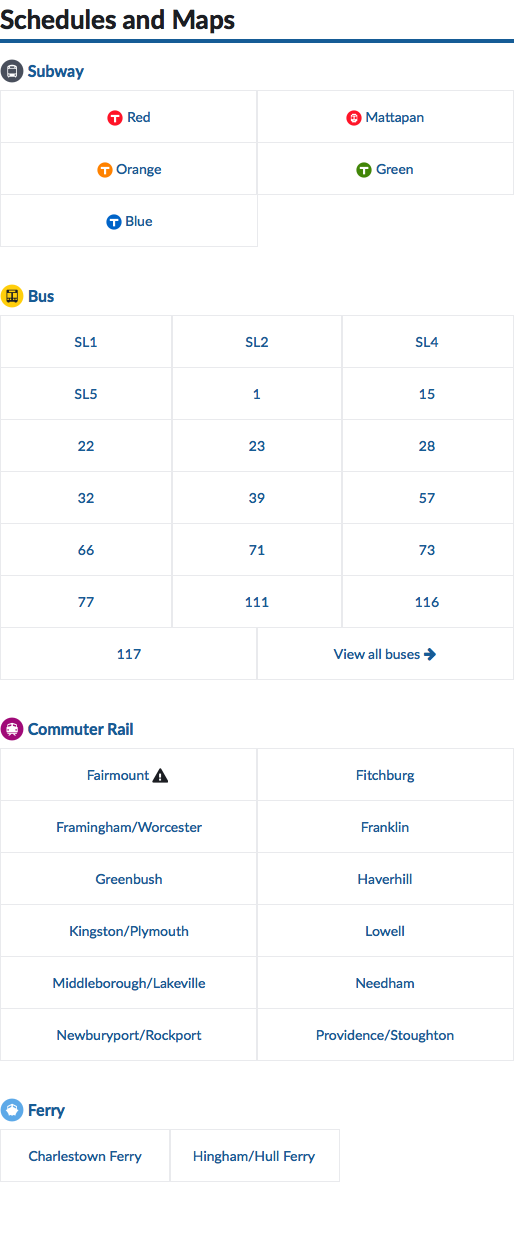 Schedules and Maps
Subway
T Red
Mattapan
T Orange
T Green
T Blue
Bus
SL1 SL2 SL4
SL5 1 15
22 23 28
32 39 57
66 71 73
77 111 116
117 View all buses
Commuter Rail
Fairmount Fitchburg
Framingham/Worcester Franklin
Greenbush Haverhill
Kingston/Plymouth Lowell
Middleborough/Lakeville Needham
Newburyport/Rockport Providence/Stoughton
Ferry
Charlestown Ferry Hingham/Hull Ferry